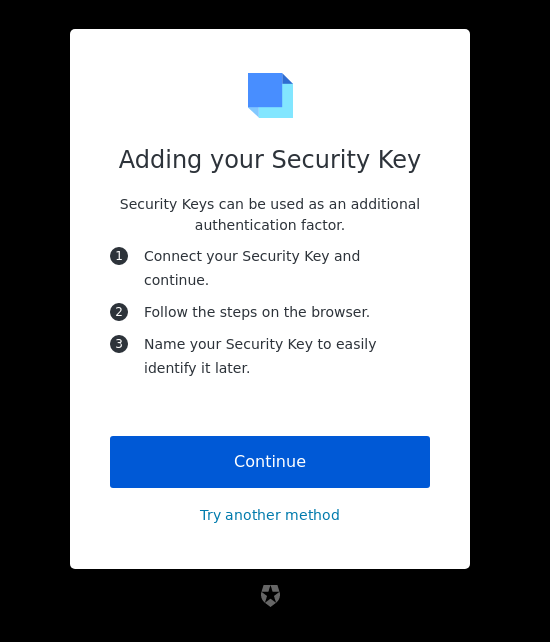 Adding your Security Key
Security Keys can be used as an additional
authentication factor.
1 Connect your Security Key and
continue.
2 Follow the steps on the browser.
3 Name your Security Key to easily
identify it later.
Continue
Try another method